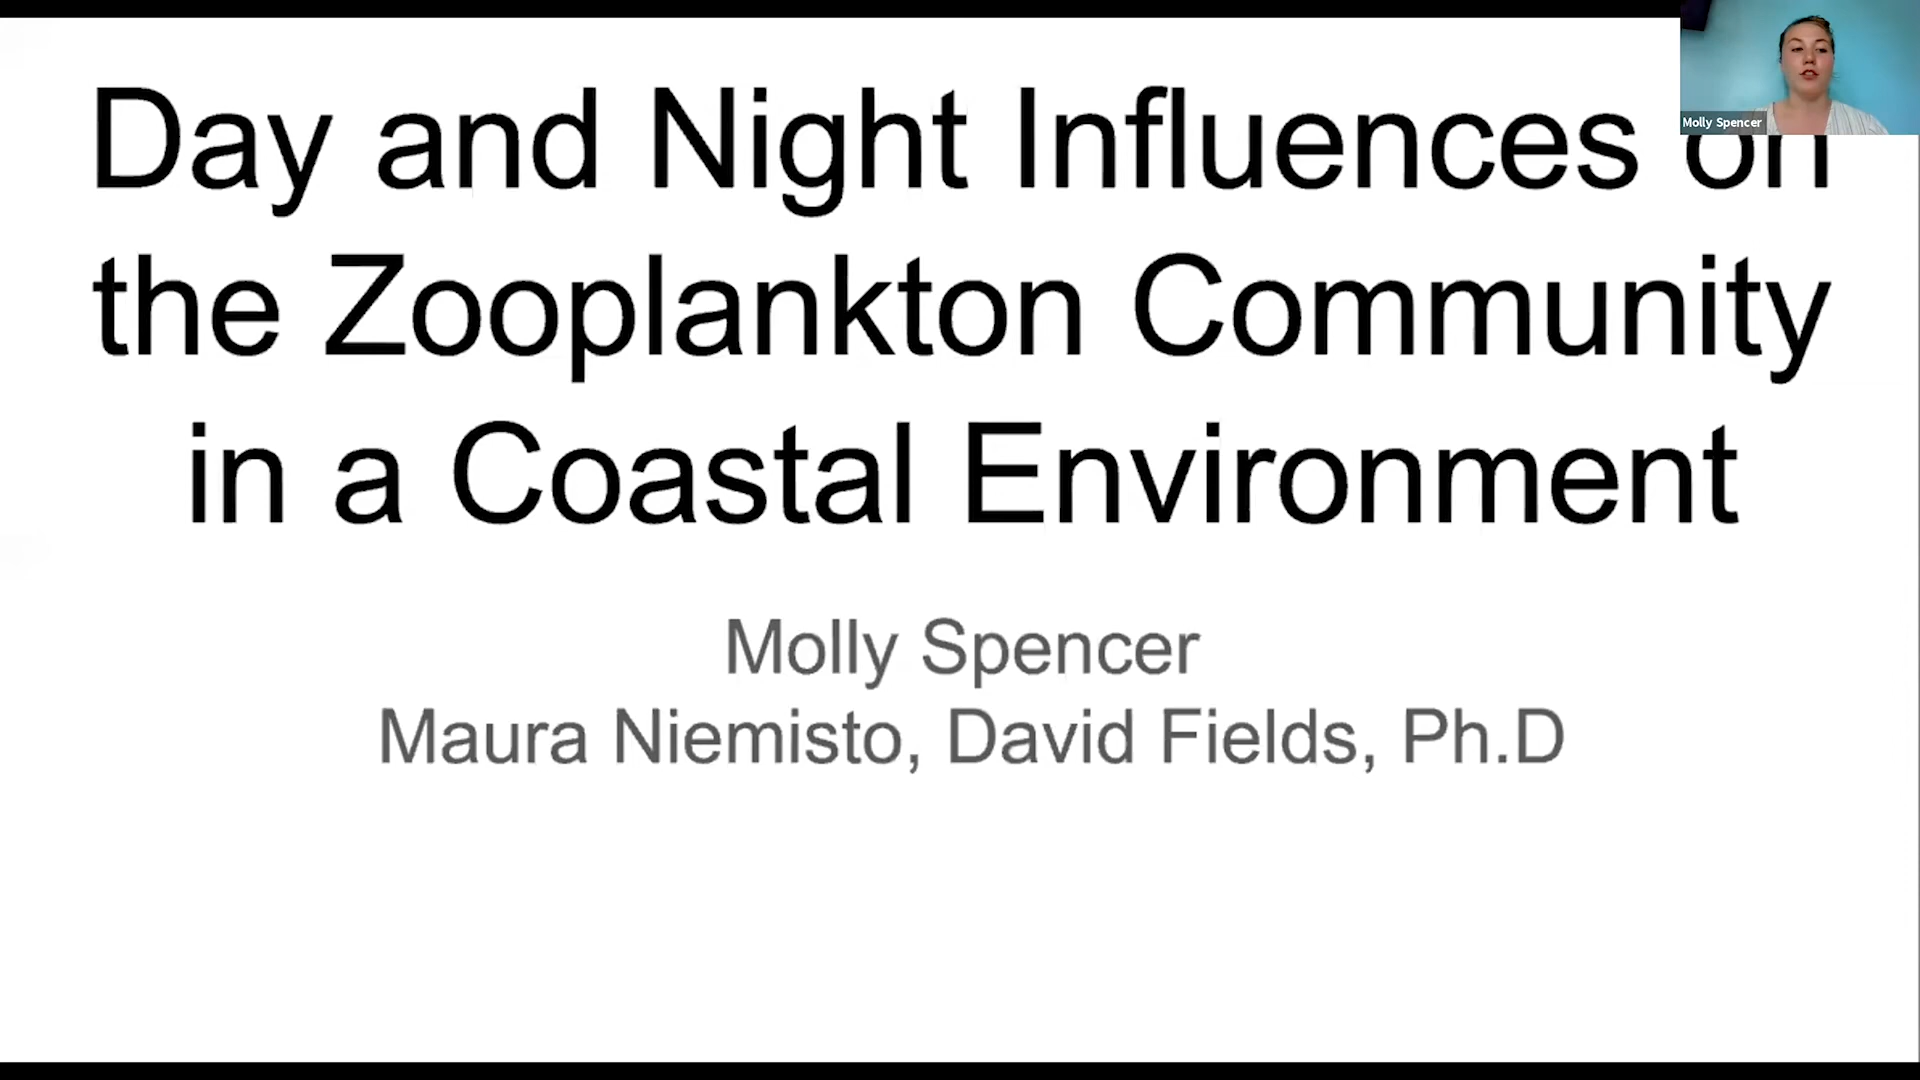 Day and Night Influences on
the Zooplankton Community
in a Coastal Environment
Molly Spencer
Maura Niemisto, David Fields, Ph.D
Molly Spencer